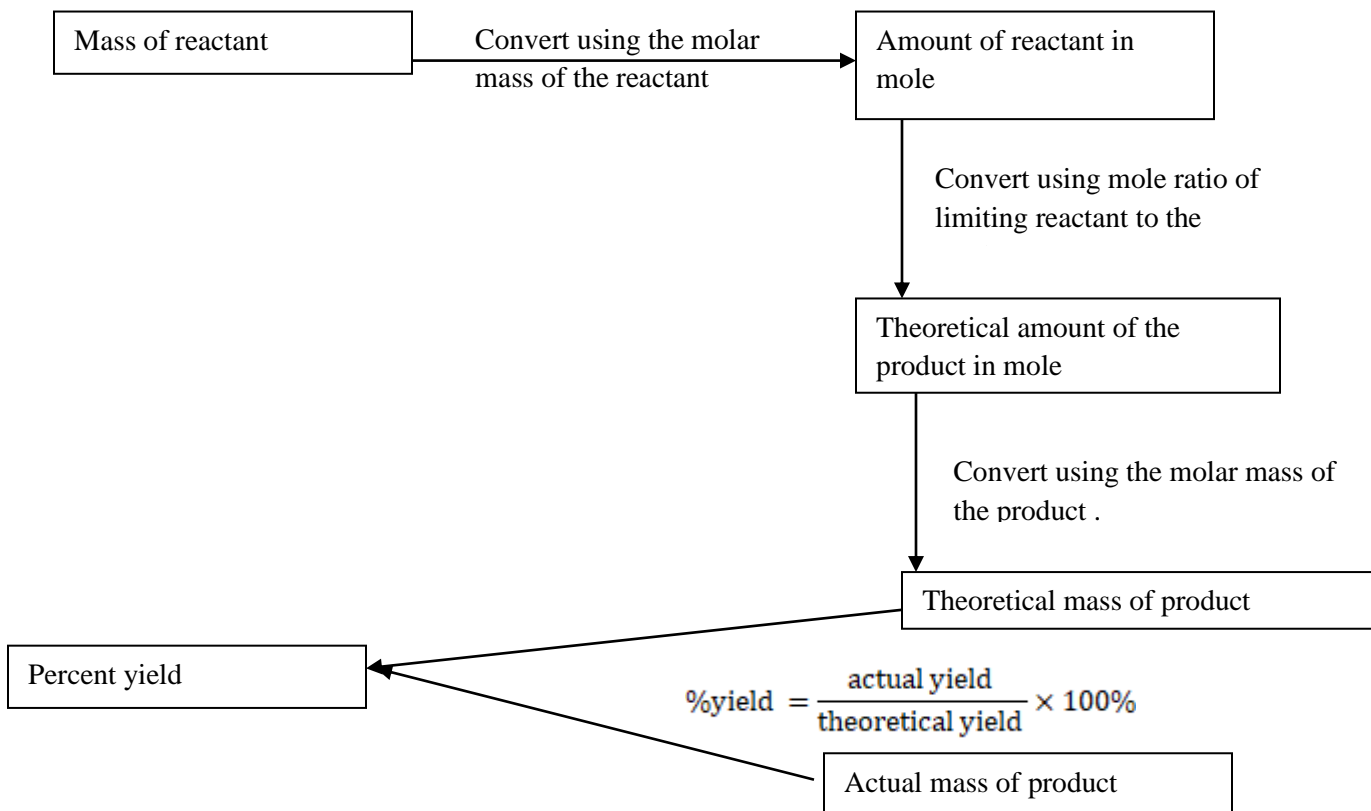 Mass of reactant
Convert using the molar
mass of the reactant
Amount of reactant in
mole
Convert using mole ratio of
limiting reactant to the
Theoretical amount of the
product in mole
Convert using the molar mass of
the product .
Theoretical mass of product
Percent yield
%yield = actual yield / theoretical yield × 100%
Actual mass of product